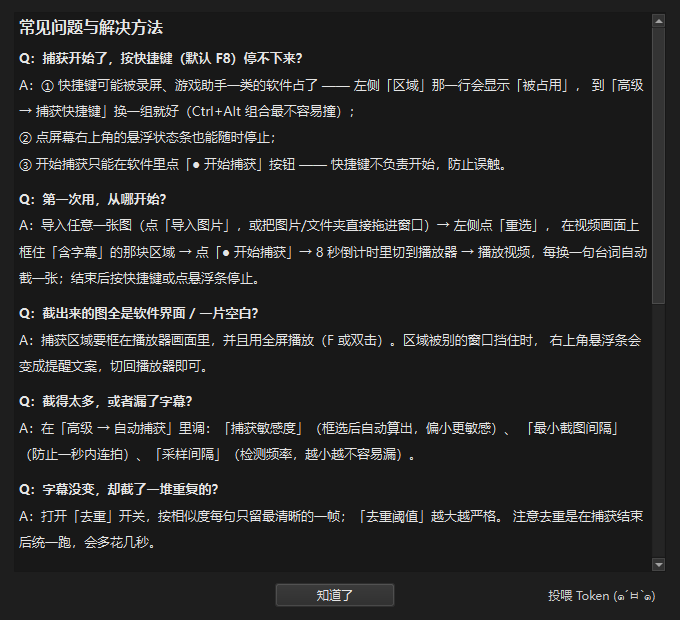 常见问题与解决方法
Q：捕获开始了，按快捷键（默认 F8）停不下来？
A：① 快捷键可能被录屏、游戏助手一类的软件占了 —— 左侧「区域」那一行会显示「被占用」， 到「高级
→ 捕获快捷键」换一组就好（Ctrl+Alt 组合最不容易撞）；
② 点屏幕右上角的悬浮状态条也能随时停止；
③ 开始捕获只能在软件里点「● 开始捕获」按钮 —— 快捷键不负责开始，防止误触。
Q：第一次用，从哪开始？
A：导入任意一张图（点「导入图片」，或把图片/文件夹直接拖进窗口）→ 左侧点「重选」， 在视频画面上
框住「含字幕」的那块区域 → 点「● 开始捕获」→ 8 秒倒计时里切到播放器 → 播放视频，每换一句台词自动
截一张；结束后按快捷键或点悬浮条停止。
Q：截出来的图全是软件界面 / 一片空白？
A：捕获区域要框在播放器画面里，并且用全屏播放（F 或双击）。区域被别的窗口挡住时， 右上角悬浮条会
变成提醒文案，切回播放器即可。
Q：截得太多，或者漏了字幕？
A：在「高级 → 自动捕获」里调：「捕获敏感度」（框选后自动算出，偏小更敏感）、 「最小截图间隔」
（防止一秒内连拍）、「采样间隔」（检测频率，越小越不容易漏）。
Q：字幕没变，却截了一堆重复的？
A：打开「去重」开关，按相似度每句只留最清晰的一帧；「去重阈值」越大越严格。 注意去重是在捕获结束
后统一跑，会多花几秒。
知道了
投喂 Token (๑´ㅂ`๑)